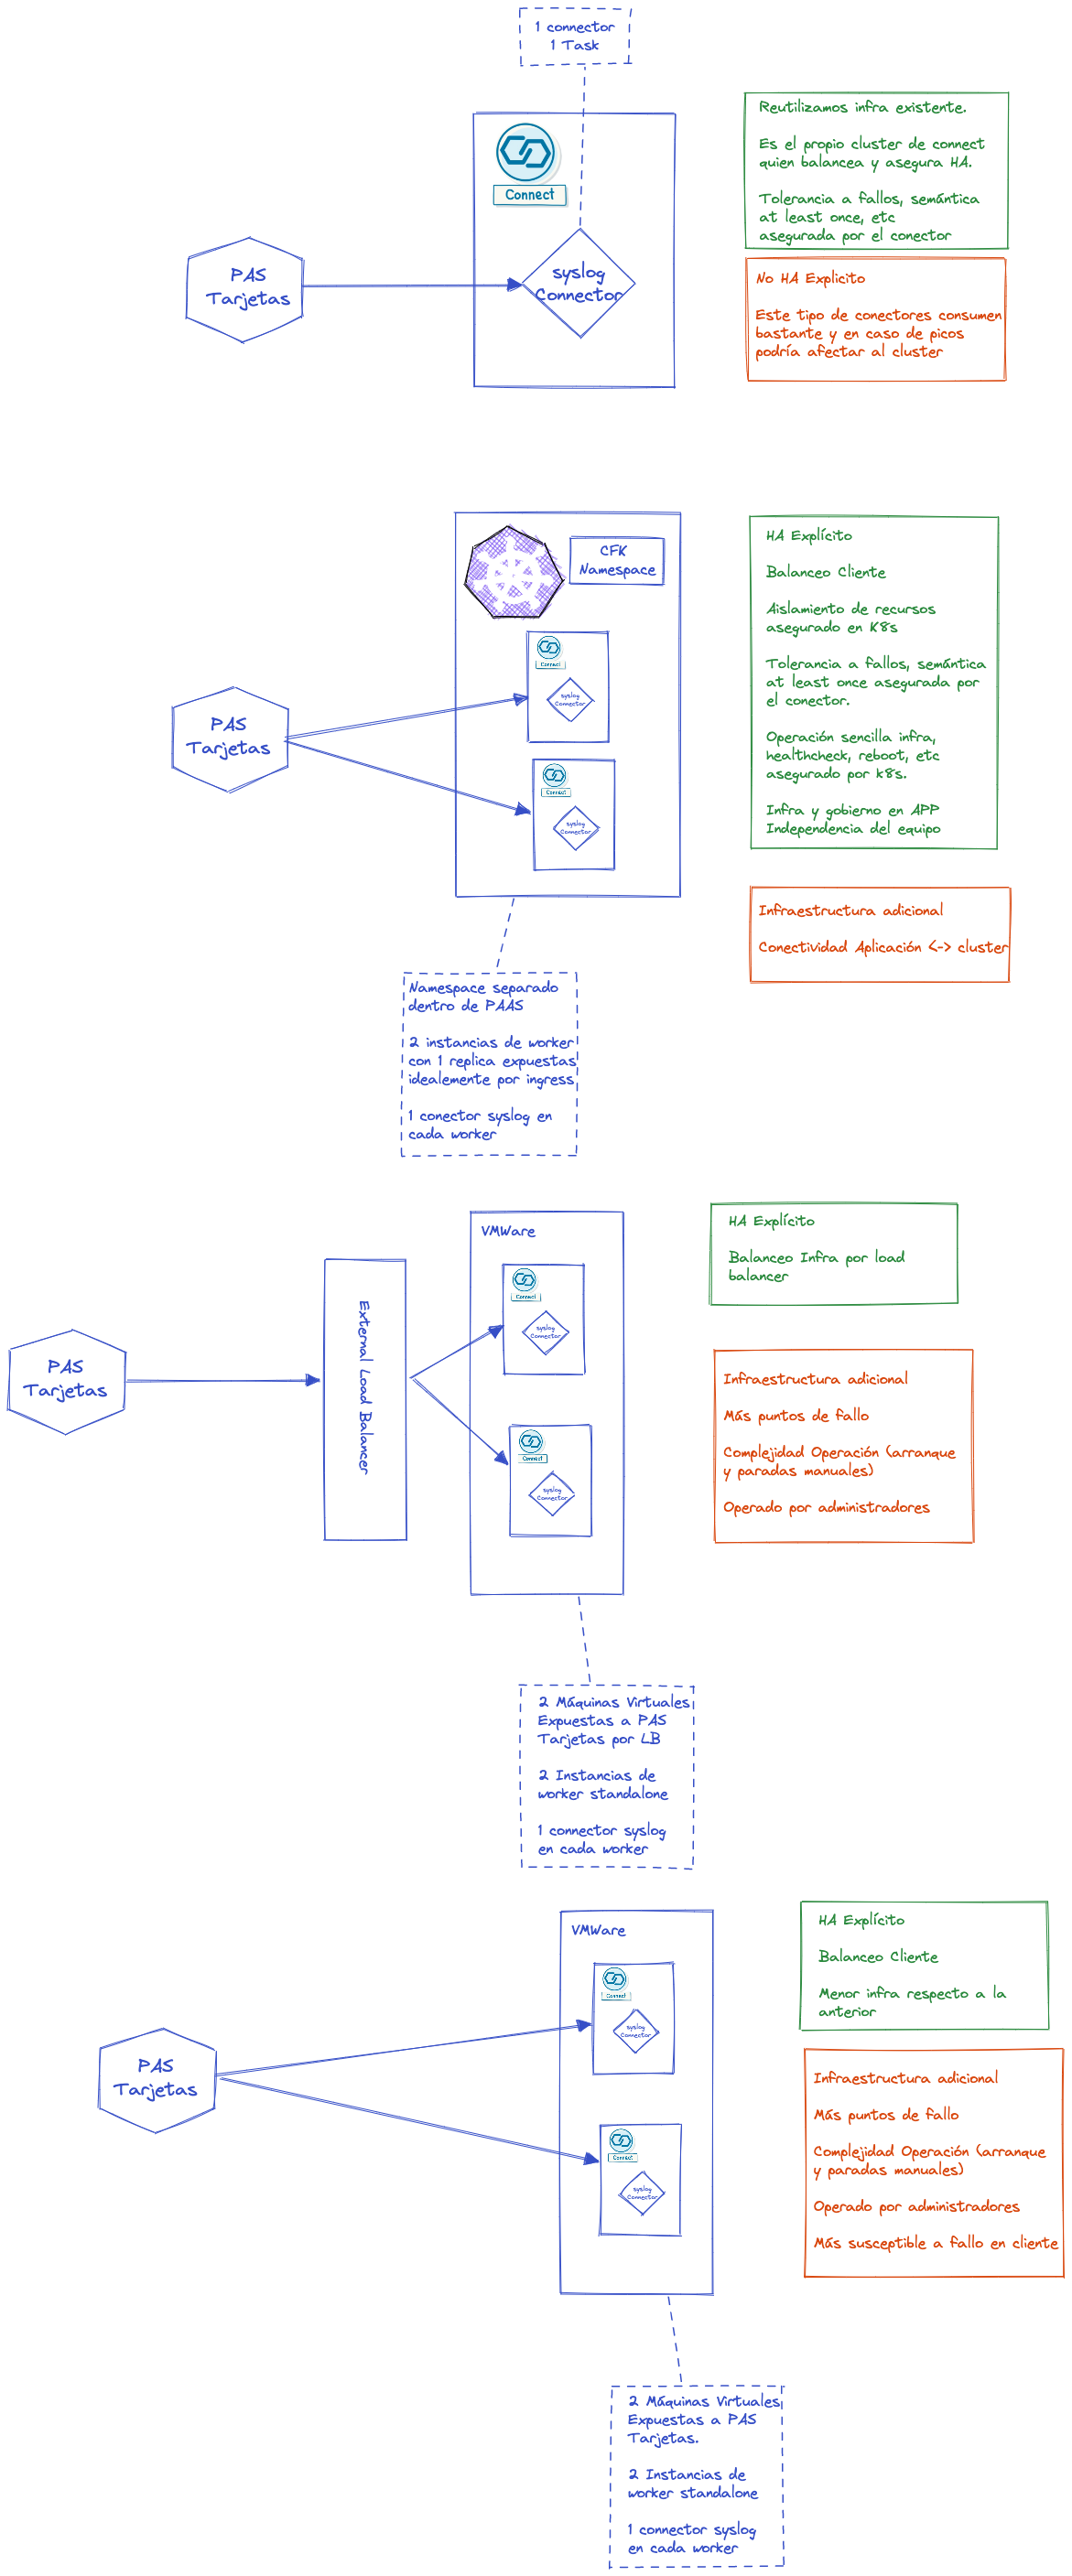 1 connector
1 Task
Connect
PAS
Tarjetas
syslog
Connector
Reutilizamos infra existente.
Es el propio cluster de connect
quien balancea y asegura HA.
Tolerancia a fallos, semántica
at least once, etc
asegurada por el conector
No HA Explicito
Este tipo de conectores consumen
bastante y en caso de picos
podría afectar al cluster
CFK
Namespace
Connect
syslog
Connector
PAS
Tarjetas
Connect
syslog
Connector
HA Explícito
Balanceo Cliente
Aislamiento de recursos
asegurado en K8s
Tolerancia a fallos, semántica
at least once asegurada por
el conector.
Operación sencilla infra,
healthcheck, reboot, etc
asegurado por k8s.
Infra y gobierno en APP
Independencia del equipo
Infraestructura adicional
Conectividad Aplicación <-> cluster
Namespace separado
dentro de PAAS
2 instancias de worker
con 1 replica expuestas
idealemente por ingress
1 conector syslog en
cada worker
VMWare
Connect
syslog
Connector
External Load Balancer
PAS
Tarjetas
Connect
syslog
Connector
HA Explícito
Balanceo Infra por load
balancer
Infraestructura adicional
Más puntos de fallo
Complejidad Operación (arranque
y paradas manuales)
Operado por administradores
2 Máquinas Virtuales
Expuestas a PAS
Tarjetas por LB
2 Instancias de
worker standalone
1 connector syslog
en cada worker
VMWare
Connect
syslog
Connector
PAS
Tarjetas
Connect
syslog
Connector
HA Explícito
Balanceo Cliente
Menor infra respecto a la
anterior
Infraestructura adicional
Más puntos de fallo
Complejidad Operación (arranque
y paradas manuales)
Operado por administradores
Más susceptible a fallo en cliente
2 Máquinas Virtuales
Expuestas a PAS
Tarjetas.
2 Instancias de
worker standalone
1 connector syslog
en cada worker